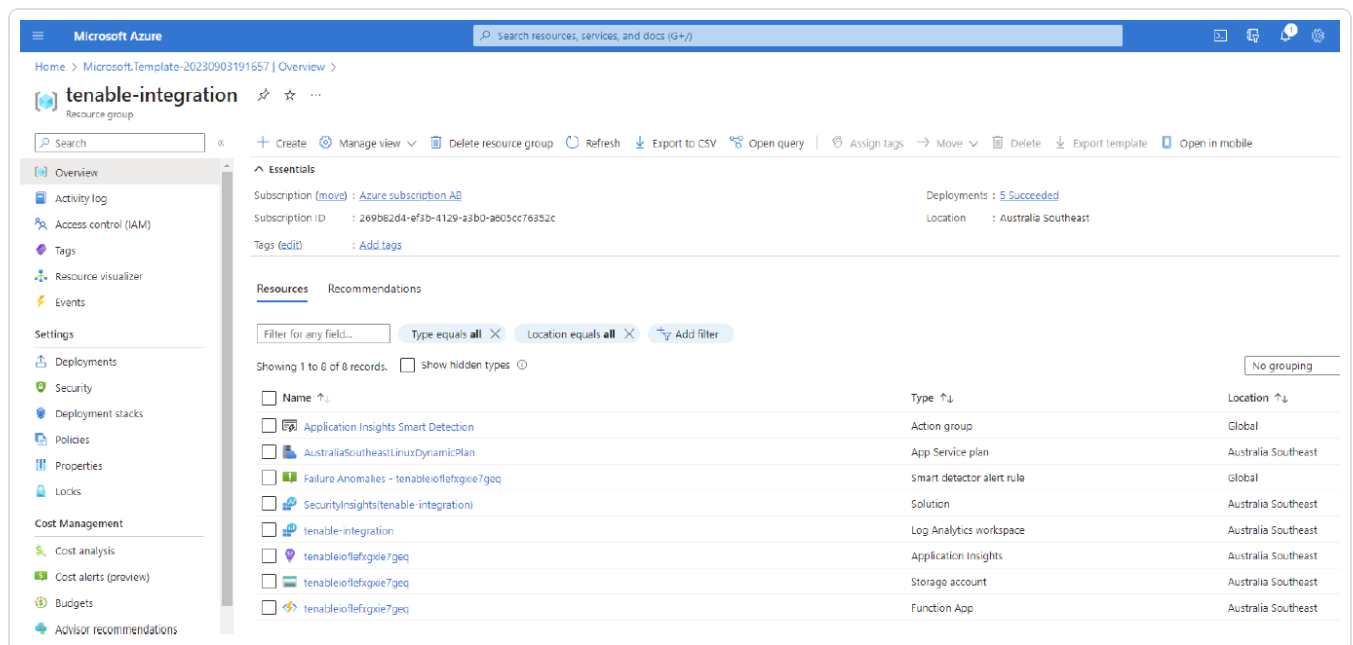 Microsoft Azure
Search resources, services, and docs (G+/)
1
Home > Microsoft.Template-20230903191657 | Overview >
tenable-integration
Resource group
Search
Create Manage view Delete resource group Refresh Export to CSV Open query Assign tags Move Delete Export template Open in mobile
Overview
Activity log
Access control (IAM)
Tags
Resource visualizer
Events
Settings
Deployments
Security
Deployment stacks
Policies
Properties
Locks
Cost Management
Cost analysis
Cost alerts (preview)
Budgets
Advisor recommendations
Essentials
Subscription (move) : Azure subscription AB
Deployments : 5 Succeeded
Subscription ID : 269b82d4-ef3b-4129-a3b0-a605cc76352c
Location : Australia Southeast
Tags (edit) : Add tags
Resources Recommendations
Filter for any field... Type equals all Location equals all Add filter
Showing 1 to 8 of 8 records. Show hidden types
No grouping
Name Type Location
Application Insights Smart Detection Action group Global
AustraliaSoutheastLinuxDynamicPlan App Service plan Australia Southeast
Failure Anomalies - tenableioflefxgxie7geq Smart detector alert rule Global
SecurityInsights(tenable-integration) Solution Australia Southeast
tenable-integration Log Analytics workspace Australia Southeast
tenableioflefxgxie7geq Application Insights Australia Southeast
tenableioflefxgxie7geq Storage account Australia Southeast
tenableioflefxgxie7geq Function App Australia Southeast